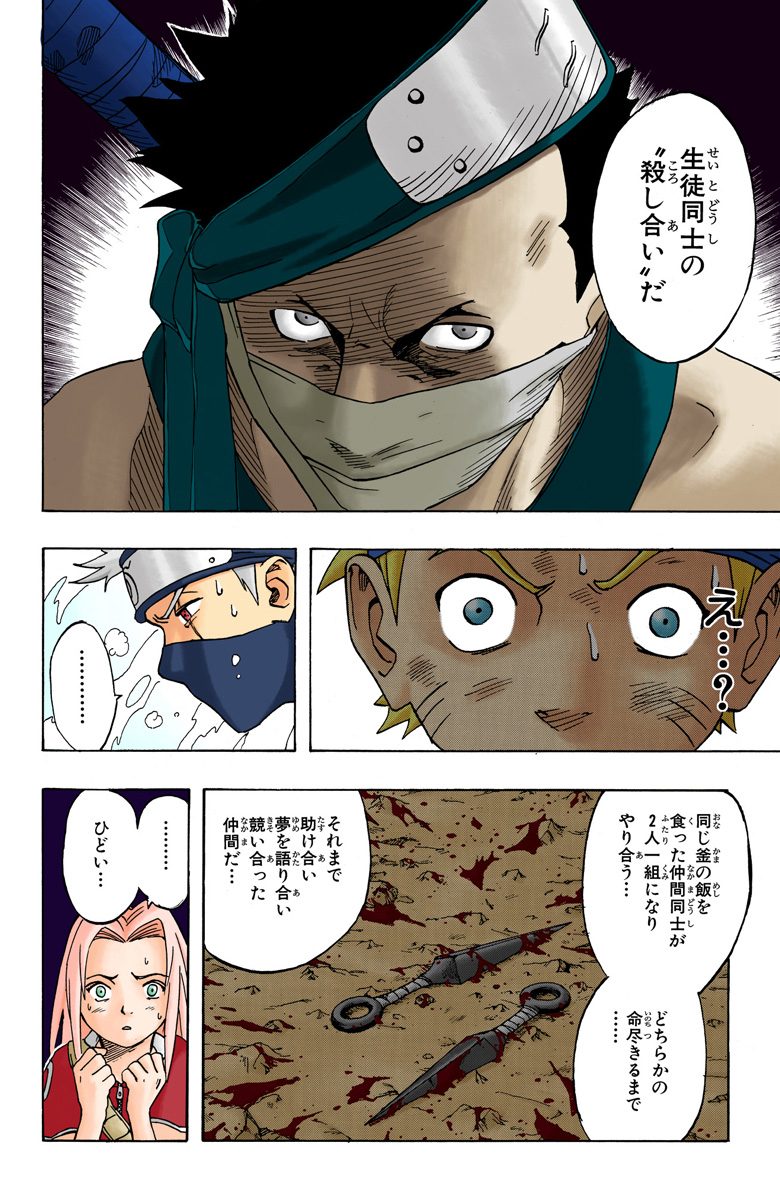 生徒同士の
〝殺し合い〟だ
え……?
…………
同じ釜の飯を
食った仲間同士が
2人一組になり
やり合う…
どちらかの
命尽きるまで
……
それまで
助け合い
夢を語り合い
競い合った
仲間だ…
………
ひどい…